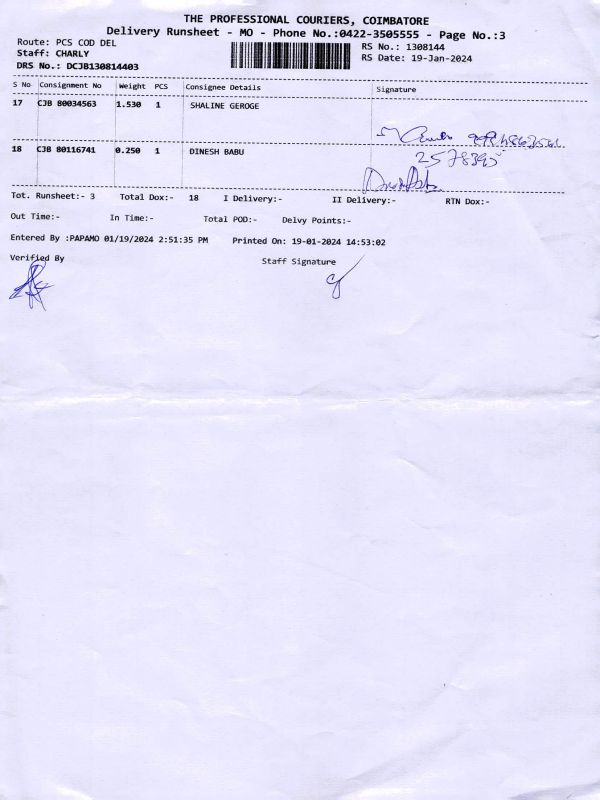 THE PROFESSIONAL COURIERS, COIMBATORE
Delivery Runsheet - MO - Phone No.:0422-3505555 - Page No.:3
Route: PCS COD DEL
RS No.: 1308144
Staff: CHARLY
RS Date: 19-Jan-2024
DRS No.: DCJB130814403
S No Consignment No Weight PCS Consignee Details Signature
17 CJB 80034563 1.530 1 SHALINE GEROGE
18 CJB 80116741 0.250 1 DINESH BABU
2578395
Tot. Runsheet:- 3 Total Dox:- 18 I Delivery:- II Delivery:- RTN Dox:-
Out Time:- In Time:- Total POD:- Delvy Points:-
Entered By :PAPAMO 01/19/2024 2:51:35 PM Printed On: 19-01-2024 14:53:02
Verified By Staff Signature